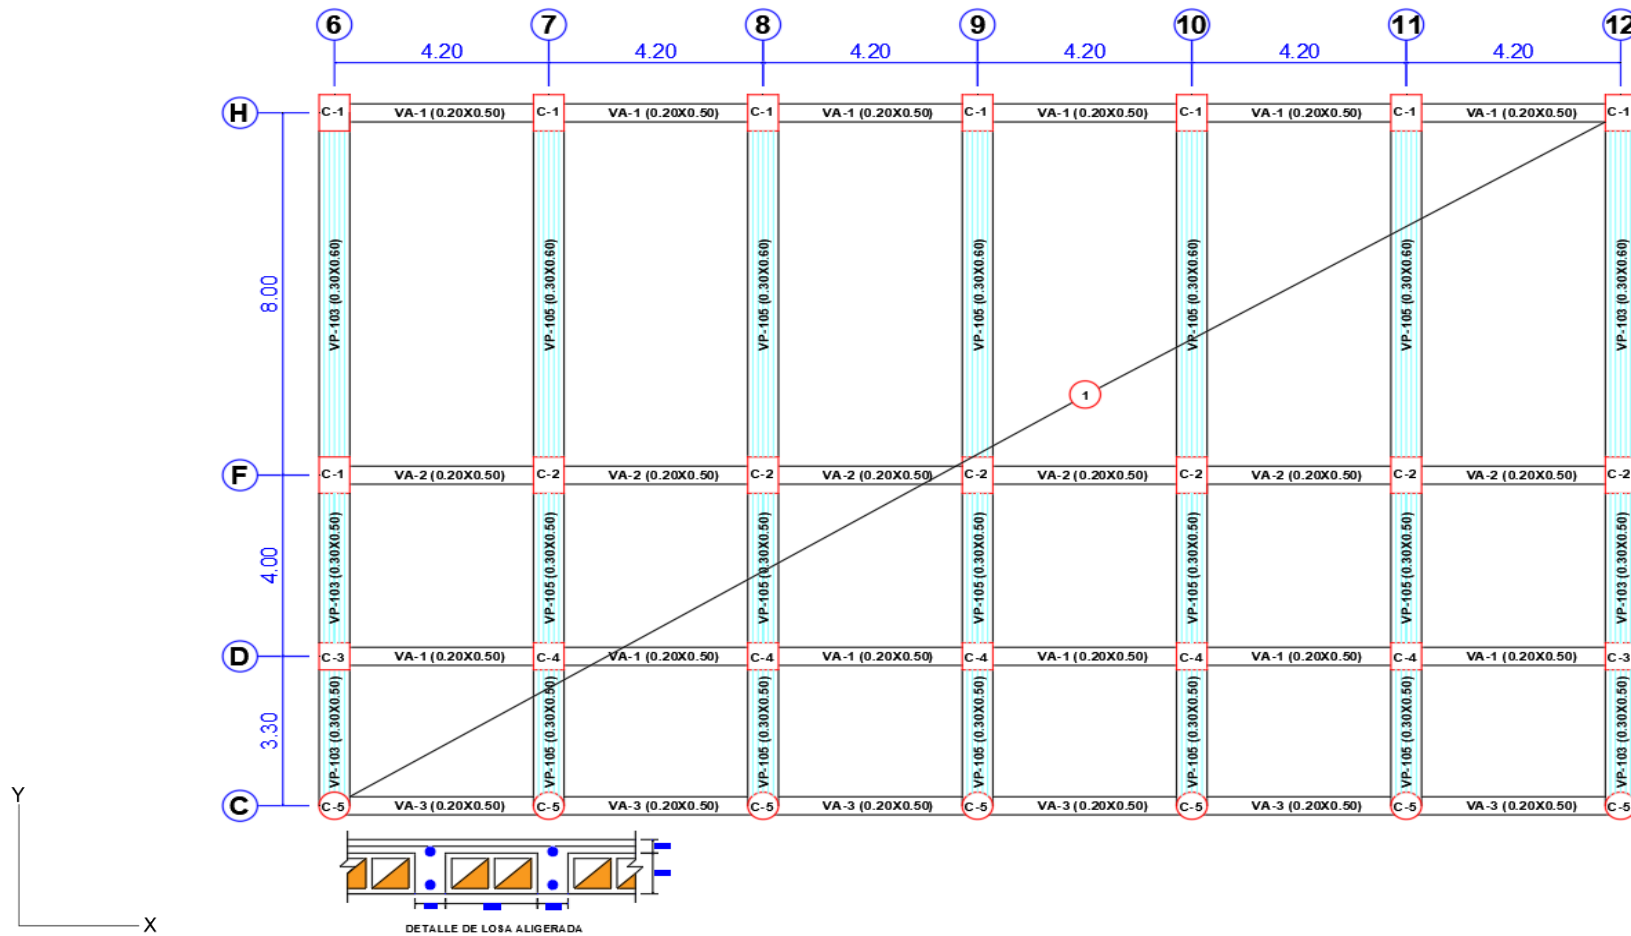 6 7 8 9 10 11 12
4.20 4.20 4.20 4.20 4.20 4.20
H C-1 VA-1 (0.20X0.50) C-1 VA-1 (0.20X0.50) C-1 VA-1 (0.20X0.50) C-1 VA-1 (0.20X0.50) C-1 VA-1 (0.20X0.50) C-1 VA-1 (0.20X0.50) C-1
8.00 VP-103 (0.30X0.60) VP-105 (0.30X0.60) VP-105 (0.30X0.60) VP-105 (0.30X0.60) VP-105 (0.30X0.60) VP-105 (0.30X0.60) VP-103 (0.30X0.60)
1
F C-1 VA-2 (0.20X0.50) C-2 VA-2 (0.20X0.50) C-2 VA-2 (0.20X0.50) C-2 VA-2 (0.20X0.50) C-2 VA-2 (0.20X0.50) C-2 VA-2 (0.20X0.50) C-2
4.00 VP-103 (0.30X0.50) VP-105 (0.30X0.50) VP-105 (0.30X0.50) VP-105 (0.30X0.50) VP-105 (0.30X0.50) VP-105 (0.30X0.50) VP-103 (0.30X0.50)
D C-3 VA-1 (0.20X0.50) C-4 VA-1 (0.20X0.50) C-4 VA-1 (0.20X0.50) C-4 VA-1 (0.20X0.50) C-4 VA-1 (0.20X0.50) C-4 VA-1 (0.20X0.50) C-3
3.30 VP-103 (0.30X0.50) VP-105 (0.30X0.50) VP-105 (0.30X0.50) VP-105 (0.30X0.50) VP-105 (0.30X0.50) VP-105 (0.30X0.50) VP-103 (0.30X0.50)
C C-5 VA-3 (0.20X0.50) C-5 VA-3 (0.20X0.50) C-5 VA-3 (0.20X0.50) C-5 VA-3 (0.20X0.50) C-5 VA-3 (0.20X0.50) C-5 VA-3 (0.20X0.50) C-5
Y
X
DETALLE DE LOSA ALIGERADA